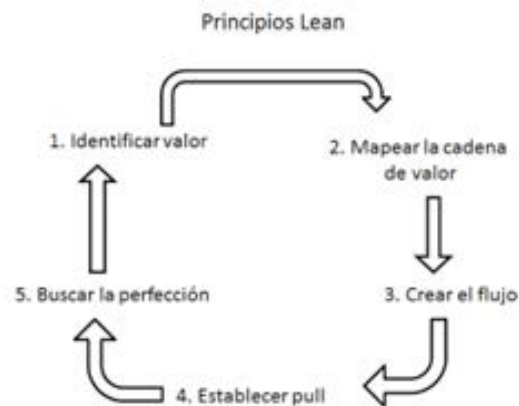 Principios Lean
1. Identificar valor
2. Mapear la cadena
de valor
3. Crear el flujo
4. Establecer pull
5. Buscar la perfección